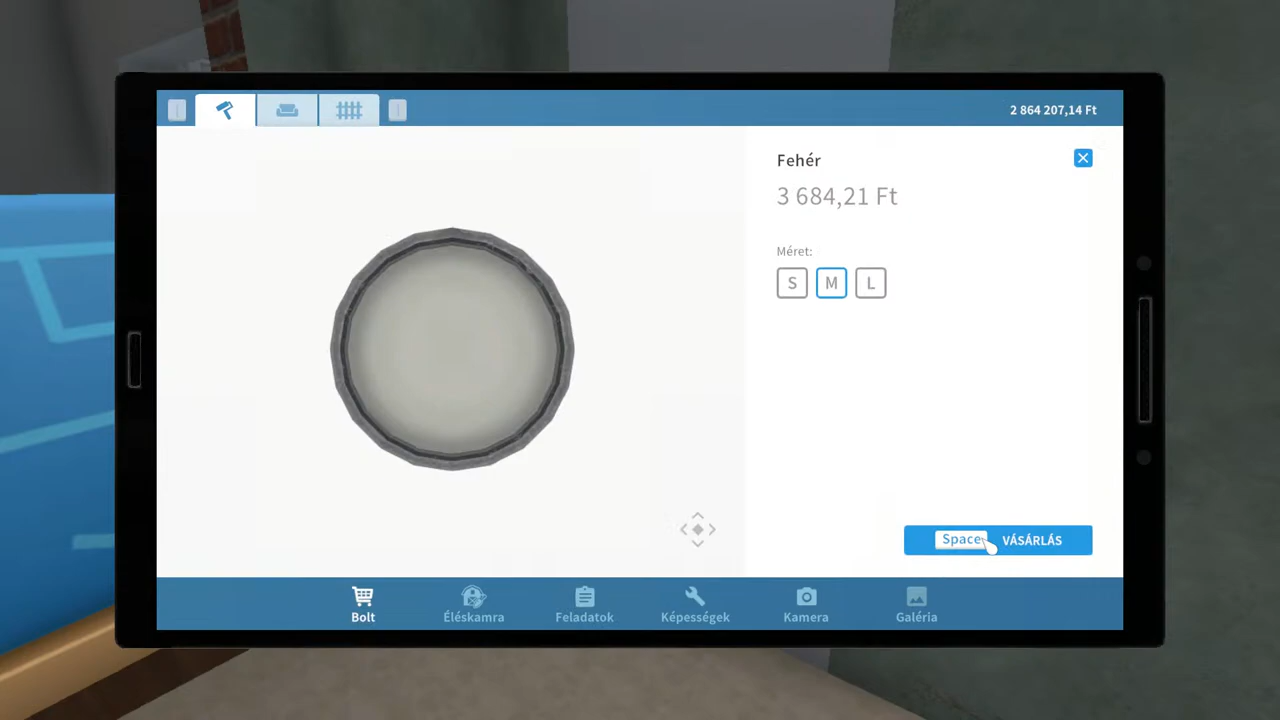 2 864 207,14 Ft
Fehér
3 684,21 Ft
Méret:
S M L
Space VÁSÁRLÁS
Bolt Éléskamra Feladatok Képességek Kamera Galéria